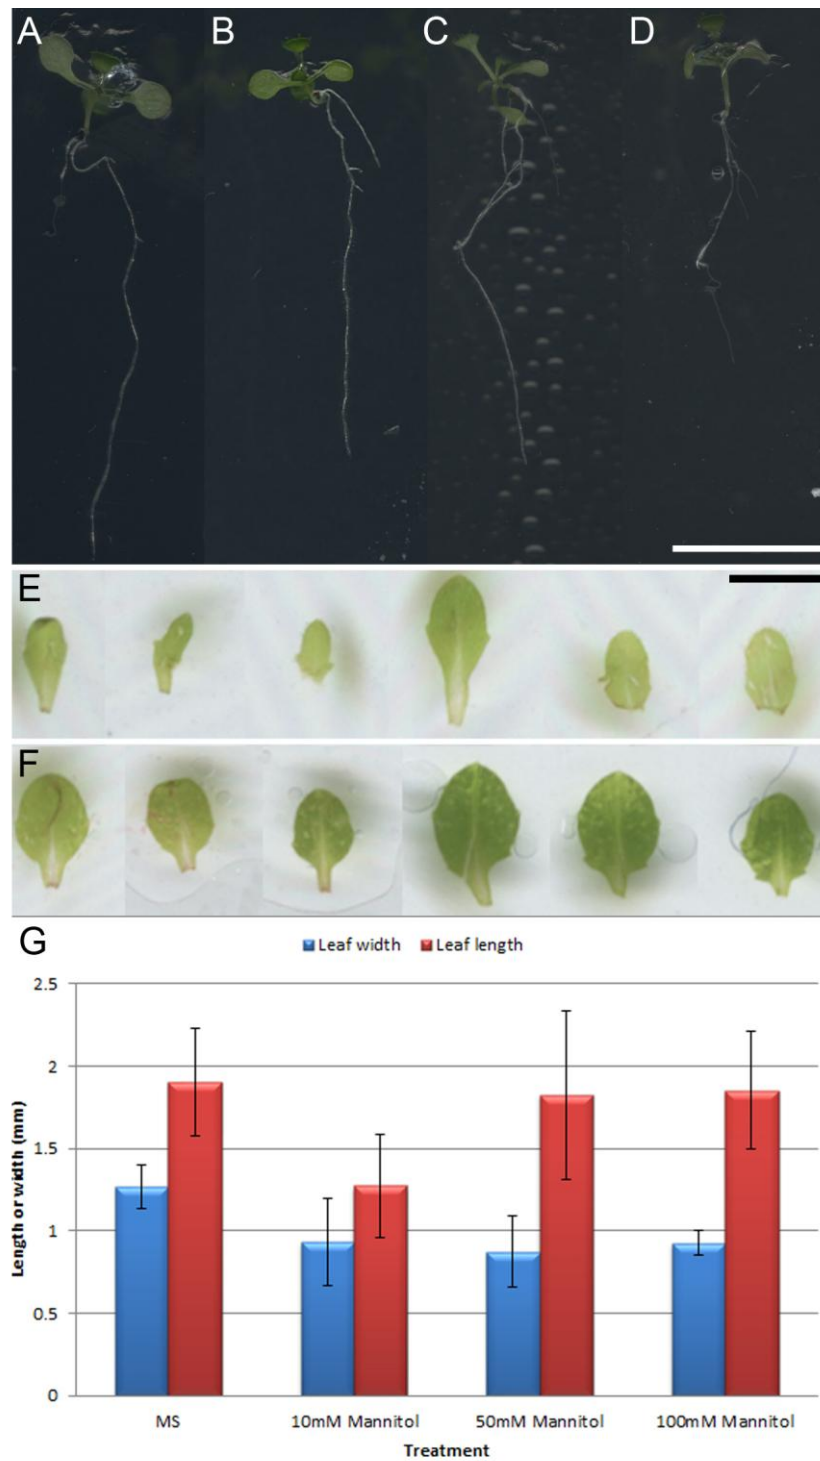 A B C D
E
F
G
Leaf width Leaf length
2.5
2
1.5
1
0.5
0
Length or width (mm)
MS 10mM Mannitol 50mM Mannitol 100mM Mannitol
Treatment